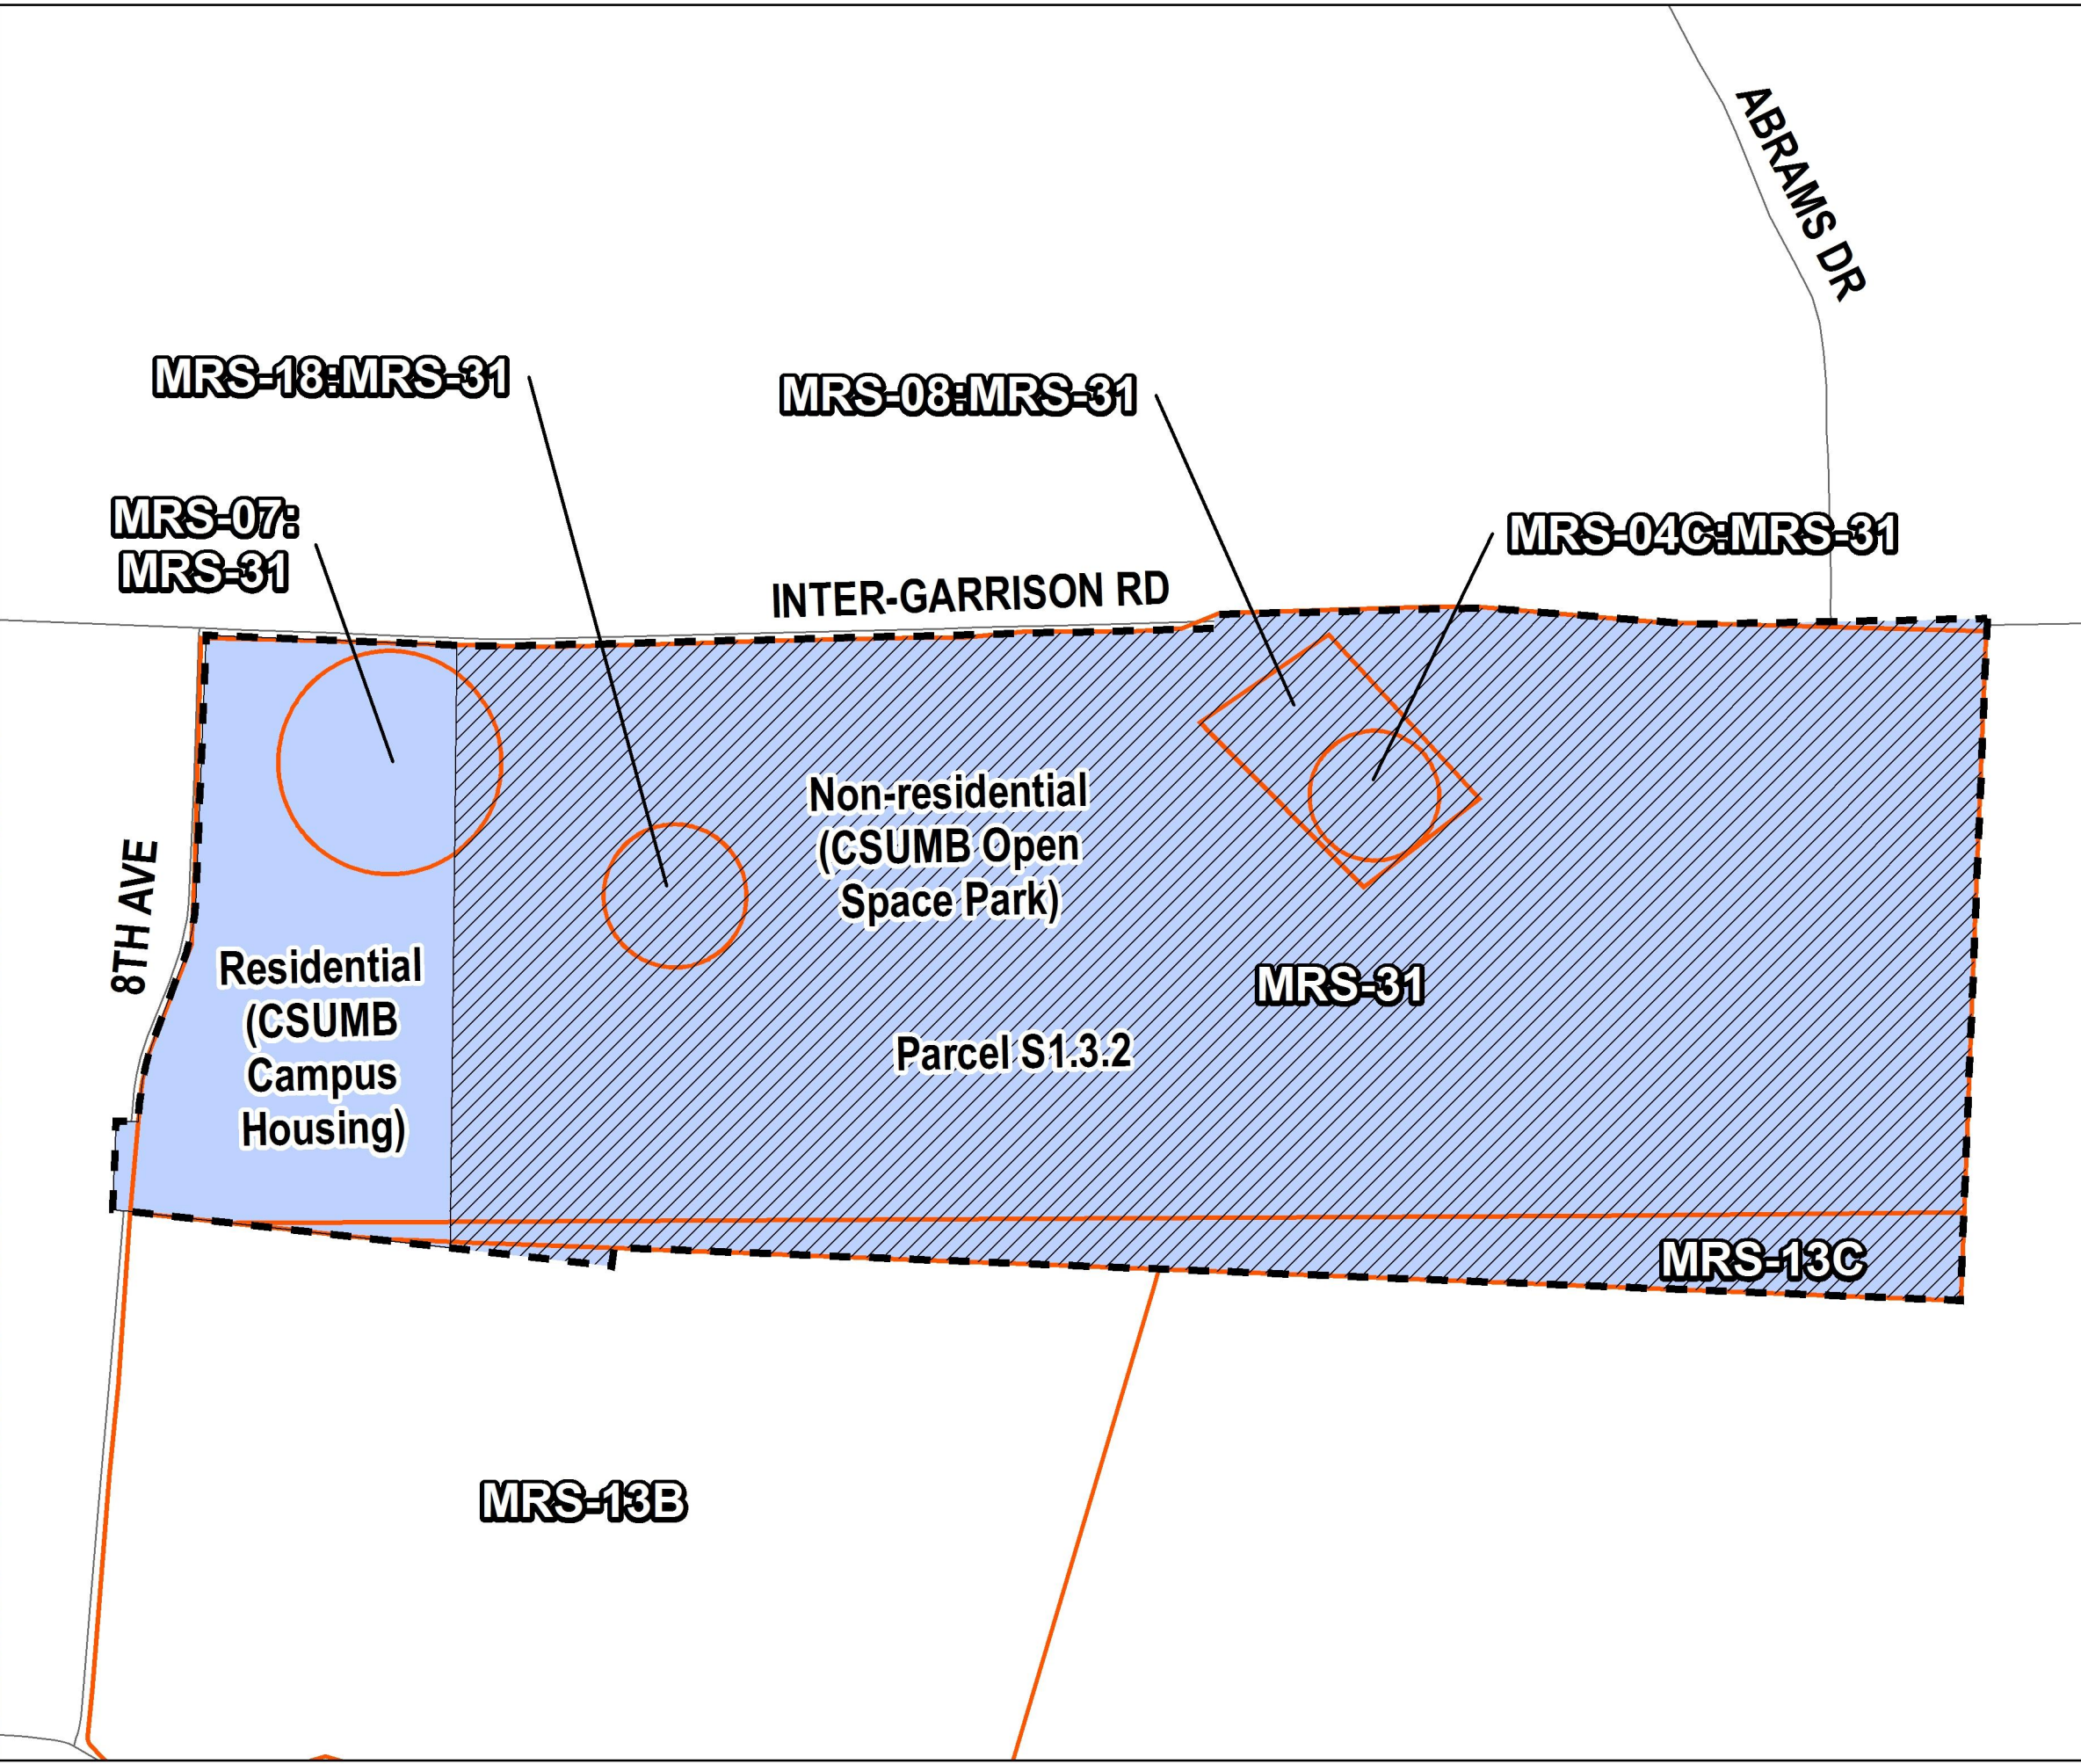 ABRAMS DR
MRS-18:MRS-31
MRS-08:MRS-31
MRS-07:
MRS-31
MRS-04C:MRS-31
INTER-GARRISON RD
Non-residential
(CSUMB Open
Space Park)
8TH AVE
Residential
(CSUMB
Campus
Housing)
MRS-31
Parcel S1.3.2
MRS-13C
MRS-13B